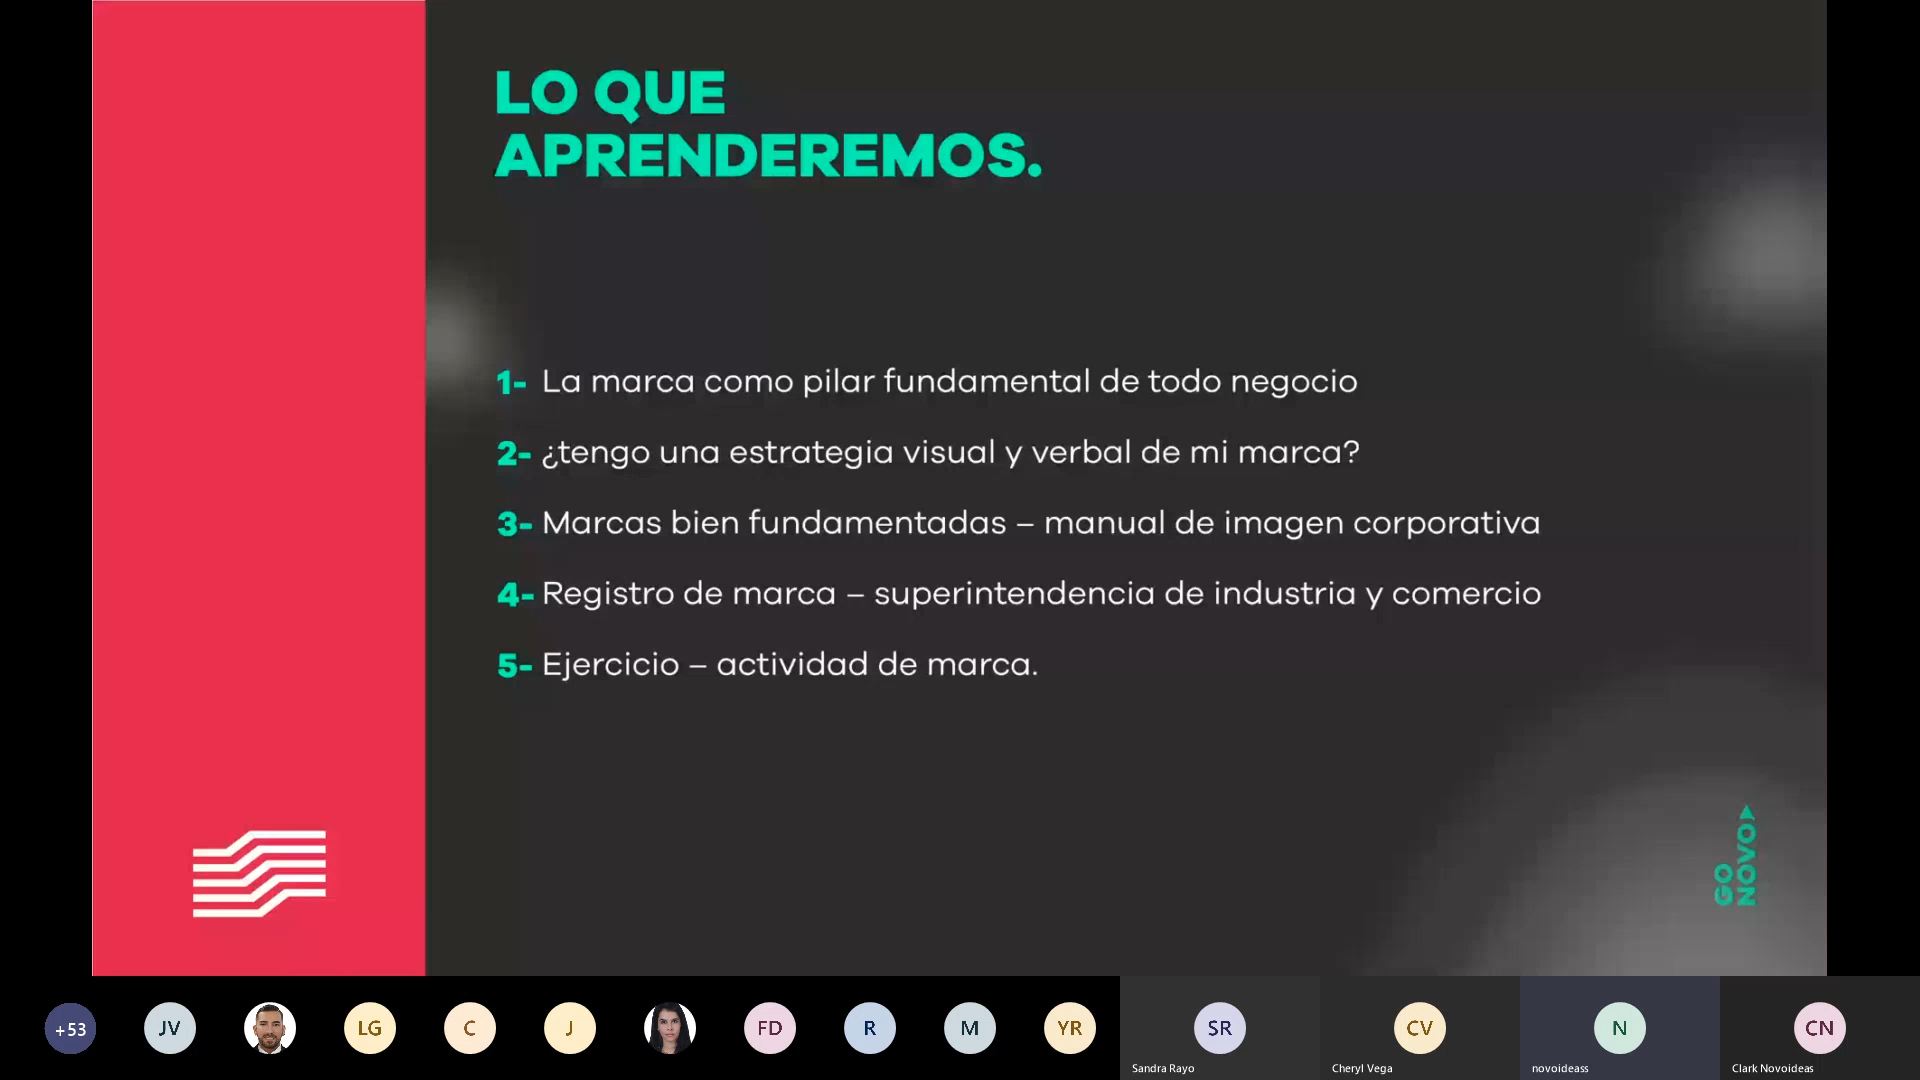 LO QUE
APRENDEREMOS.
1- La marca como pilar fundamental de todo negocio
2- ¿tengo una estrategia visual y verbal de mi marca?
3- Marcas bien fundamentadas – manual de imagen corporativa
4- Registro de marca – superintendencia de industria y comercio
5- Ejercicio – actividad de marca.
GO
NOVO
+53
JV
LG
C
J
FD
R
M
YR
SR
CV
N
CN
Sandra Rayo
Cheryl Vega
novoideass
Clark Novoideas